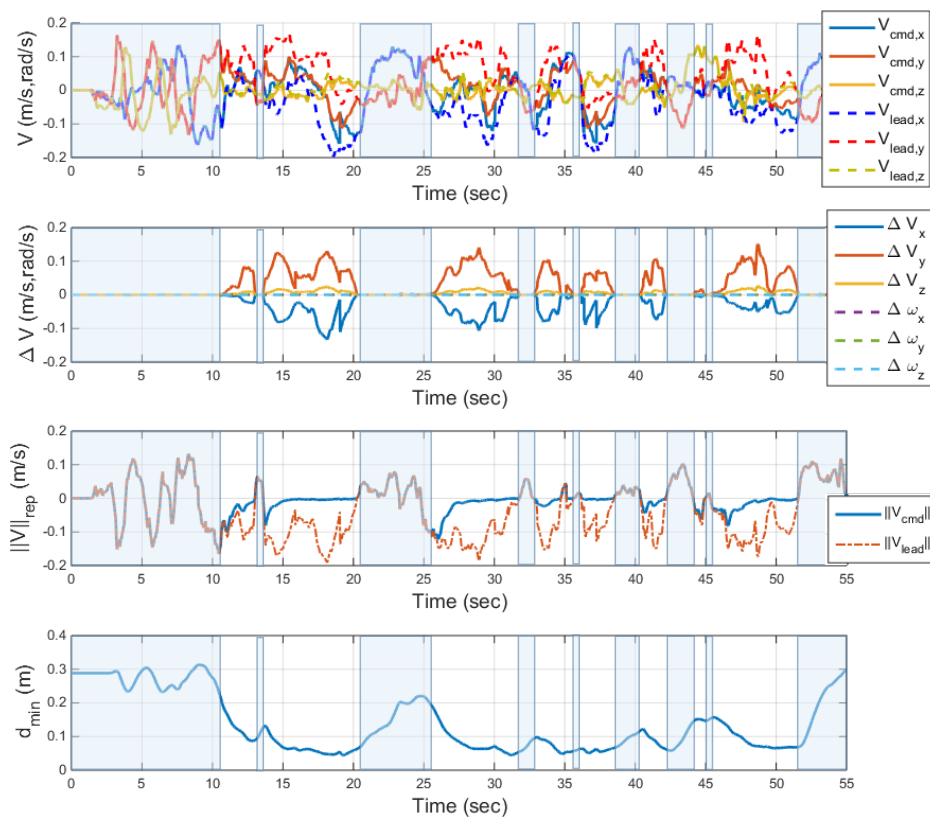 0.2
0.1
0
-0.1
-0.2
V (m/s,rad/s)
0 5 10 15 20 25 30 35 40 45 50
Time (sec)
V_cmd,x
V_cmd,y
V_cmd,z
V_lead,x
V_lead,y
V_lead,z
0.2
0.1
0
-0.1
-0.2
Δ V (m/s,rad/s)
0 5 10 15 20 25 30 35 40 45 50
Time (sec)
Δ V_x
Δ V_y
Δ V_z
Δ ω_x
Δ ω_y
Δ ω_z
0.2
0.1
0
-0.1
-0.2
||V||_rep (m/s)
0 5 10 15 20 25 30 35 40 45 50 55
Time (sec)
||V_cmd||
||V_lead||
0.4
0.3
0.2
0.1
0
d_min (m)
0 5 10 15 20 25 30 35 40 45 50 55
Time (sec)